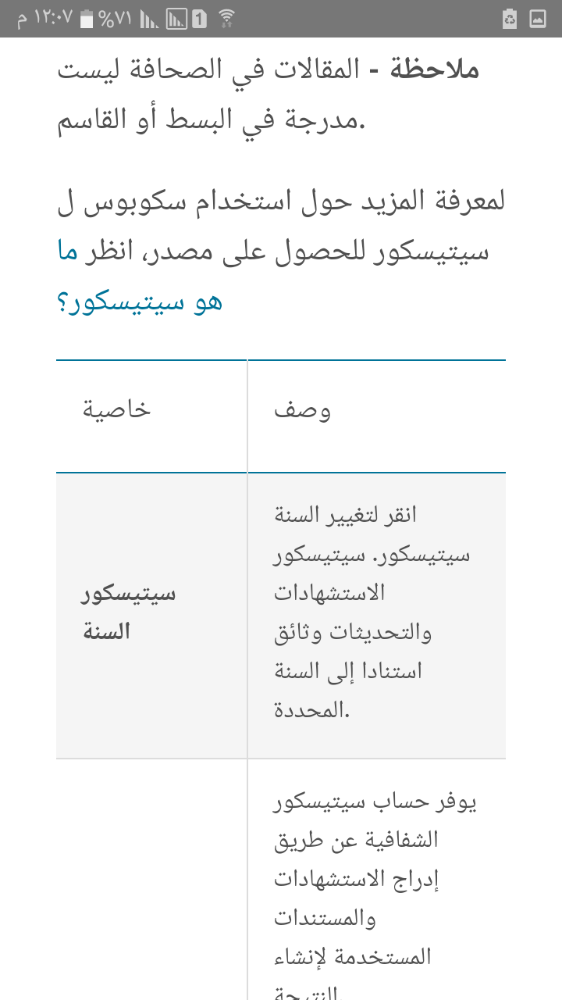 م ١٢:٠٧ %٧١ 1
ملاحظة - المقالات في الصحافة ليست
مدرجة في البسط أو القاسم.
لمعرفة المزيد حول استخدام سكوبوس ل
سيتيسكور للحصول على مصدر، انظر ما
هو سيتيسكور؟
خاصية
وصف
سيتيسكور
السنة
انقر لتغيير السنة
سيتيسكور. سيتيسكور
الاستشهادات
والتحديثات وثائق
استنادا إلى السنة
المحددة.
يوفر حساب سيتيسكور
الشفافية عن طريق
إدراج الاستشهادات
والمستندات
المستخدمة لإنشاء
النتيجة.